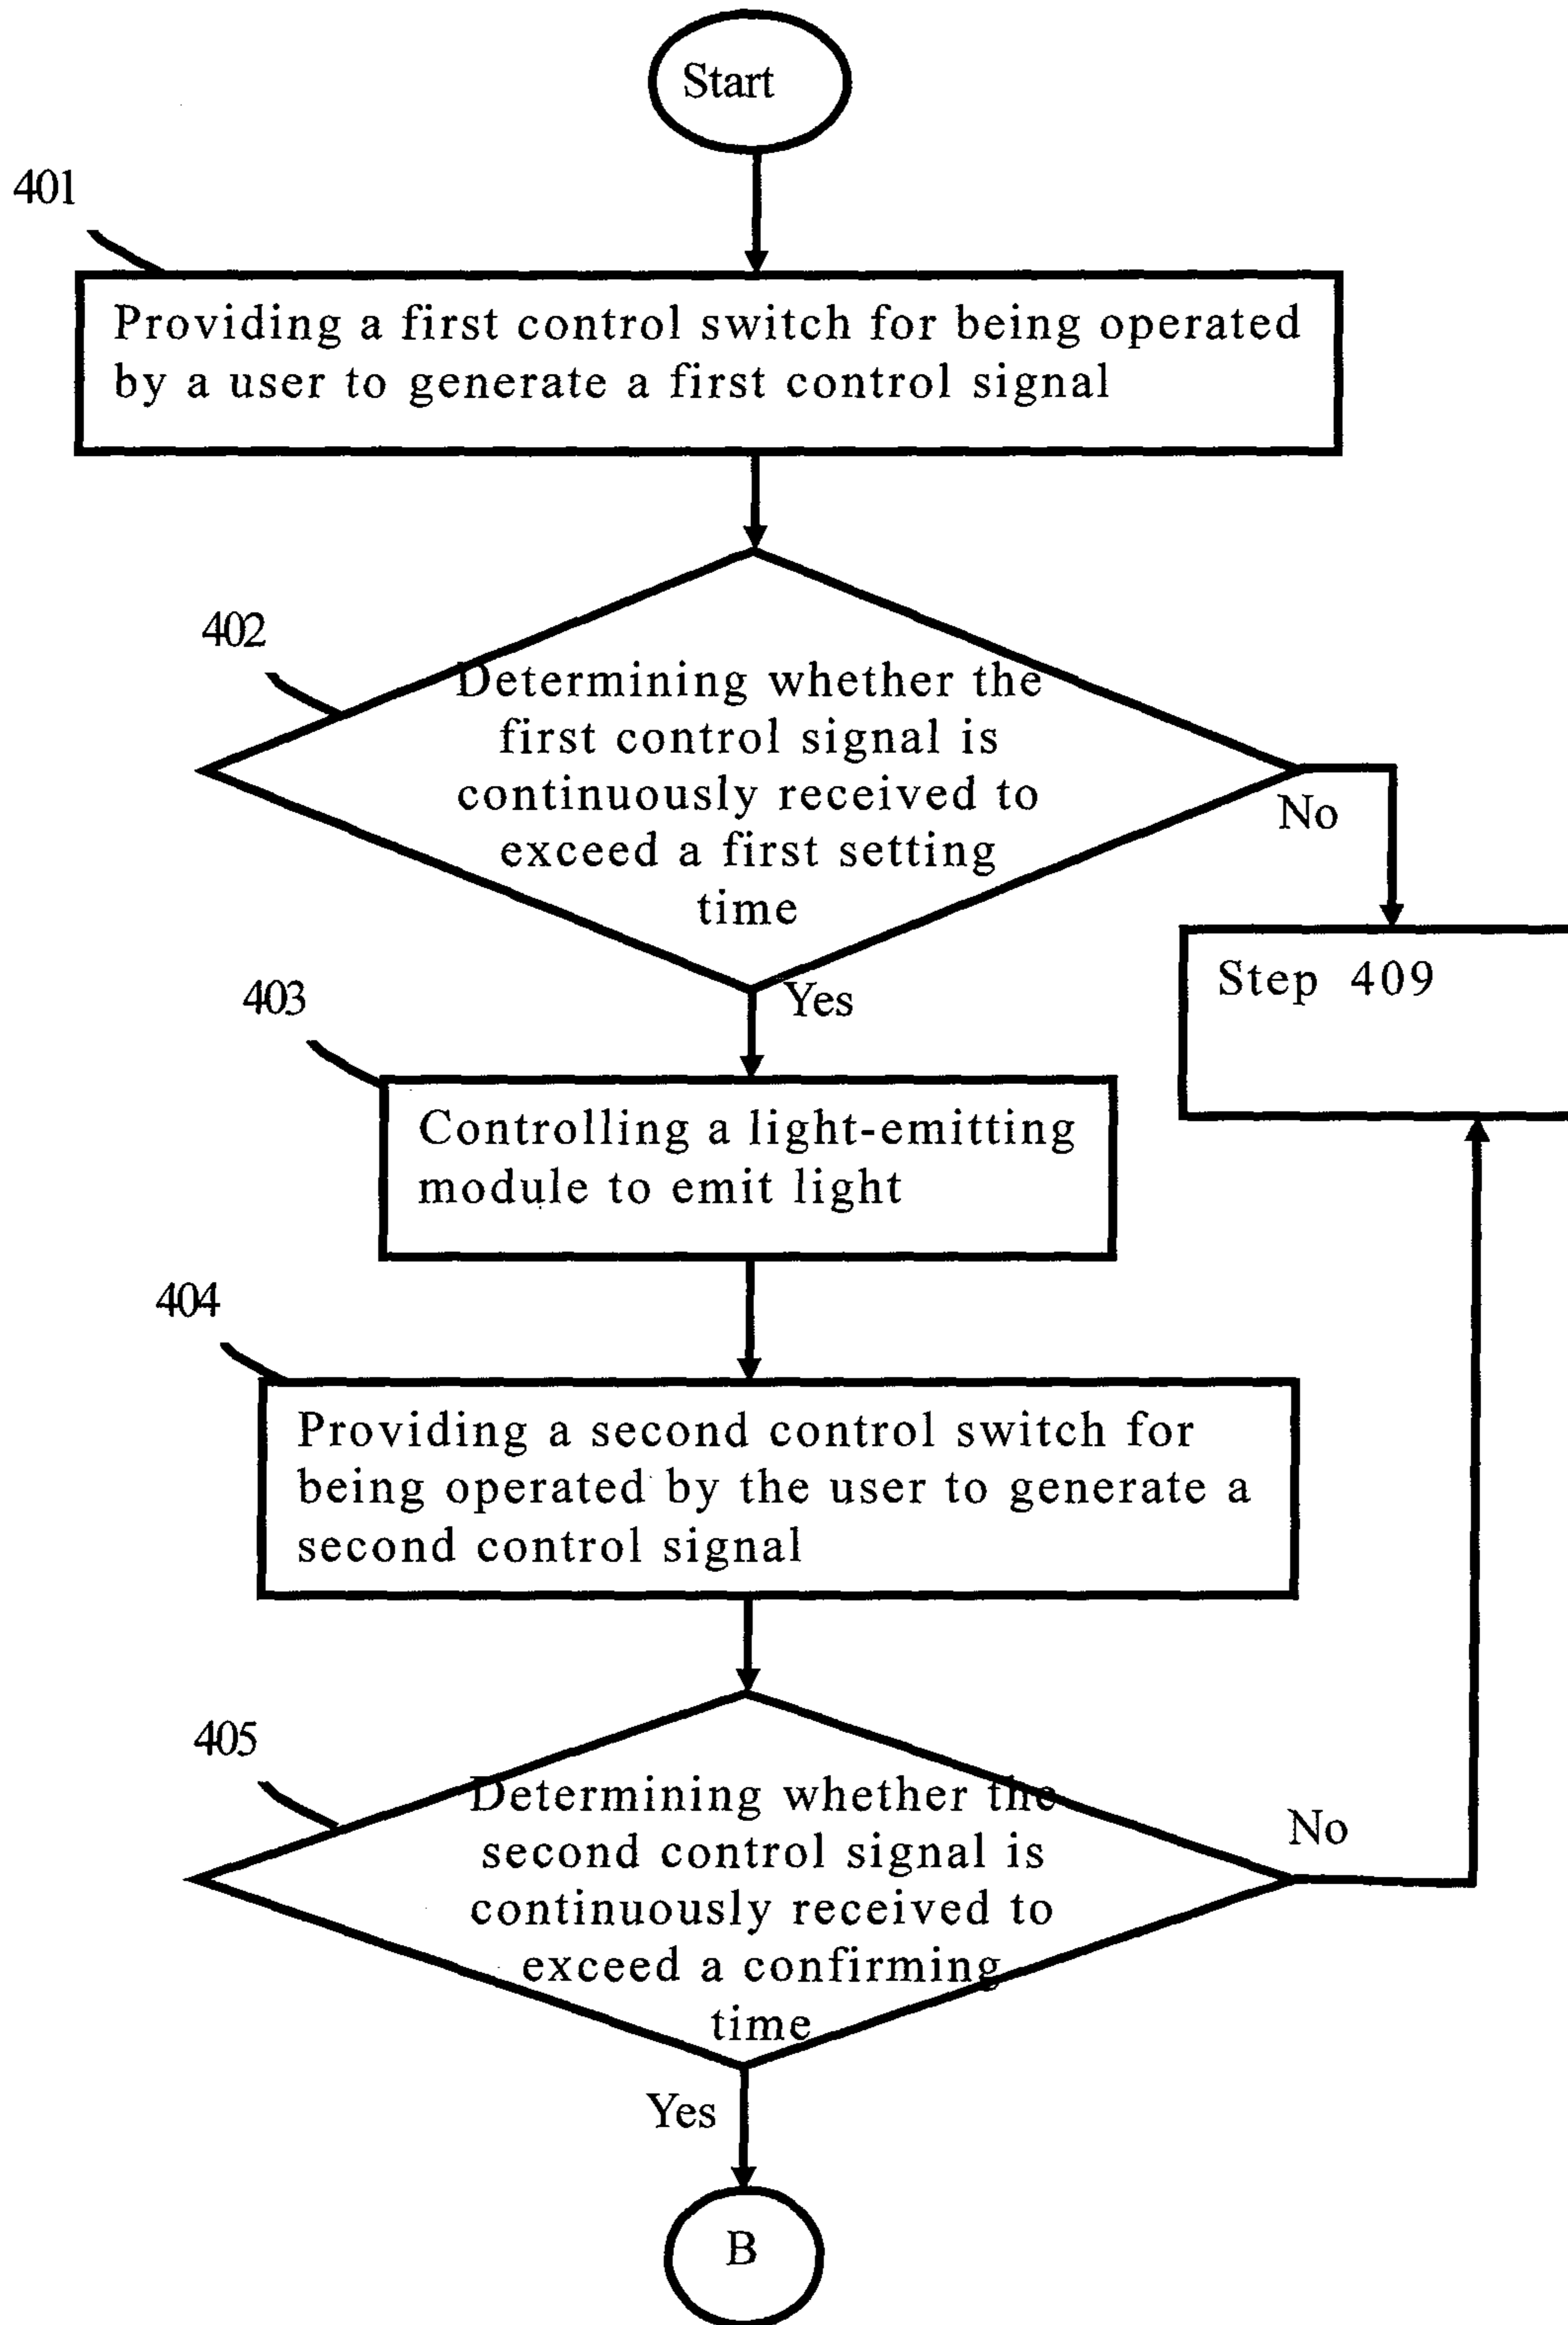 Start
401
Providing a first control switch for being operated
by a user to generate a first control signal
402
Determining whether the
first control signal is
continuously received to
exceed a first setting
time
No
Step 409
Yes
403
Controlling a light-emitting
module to emit light
404
Providing a second control switch for
being operated by the user to generate a
second control signal
405
Determining whether the
second control signal is
continuously received to
exceed a confirming
time
No
Yes
B